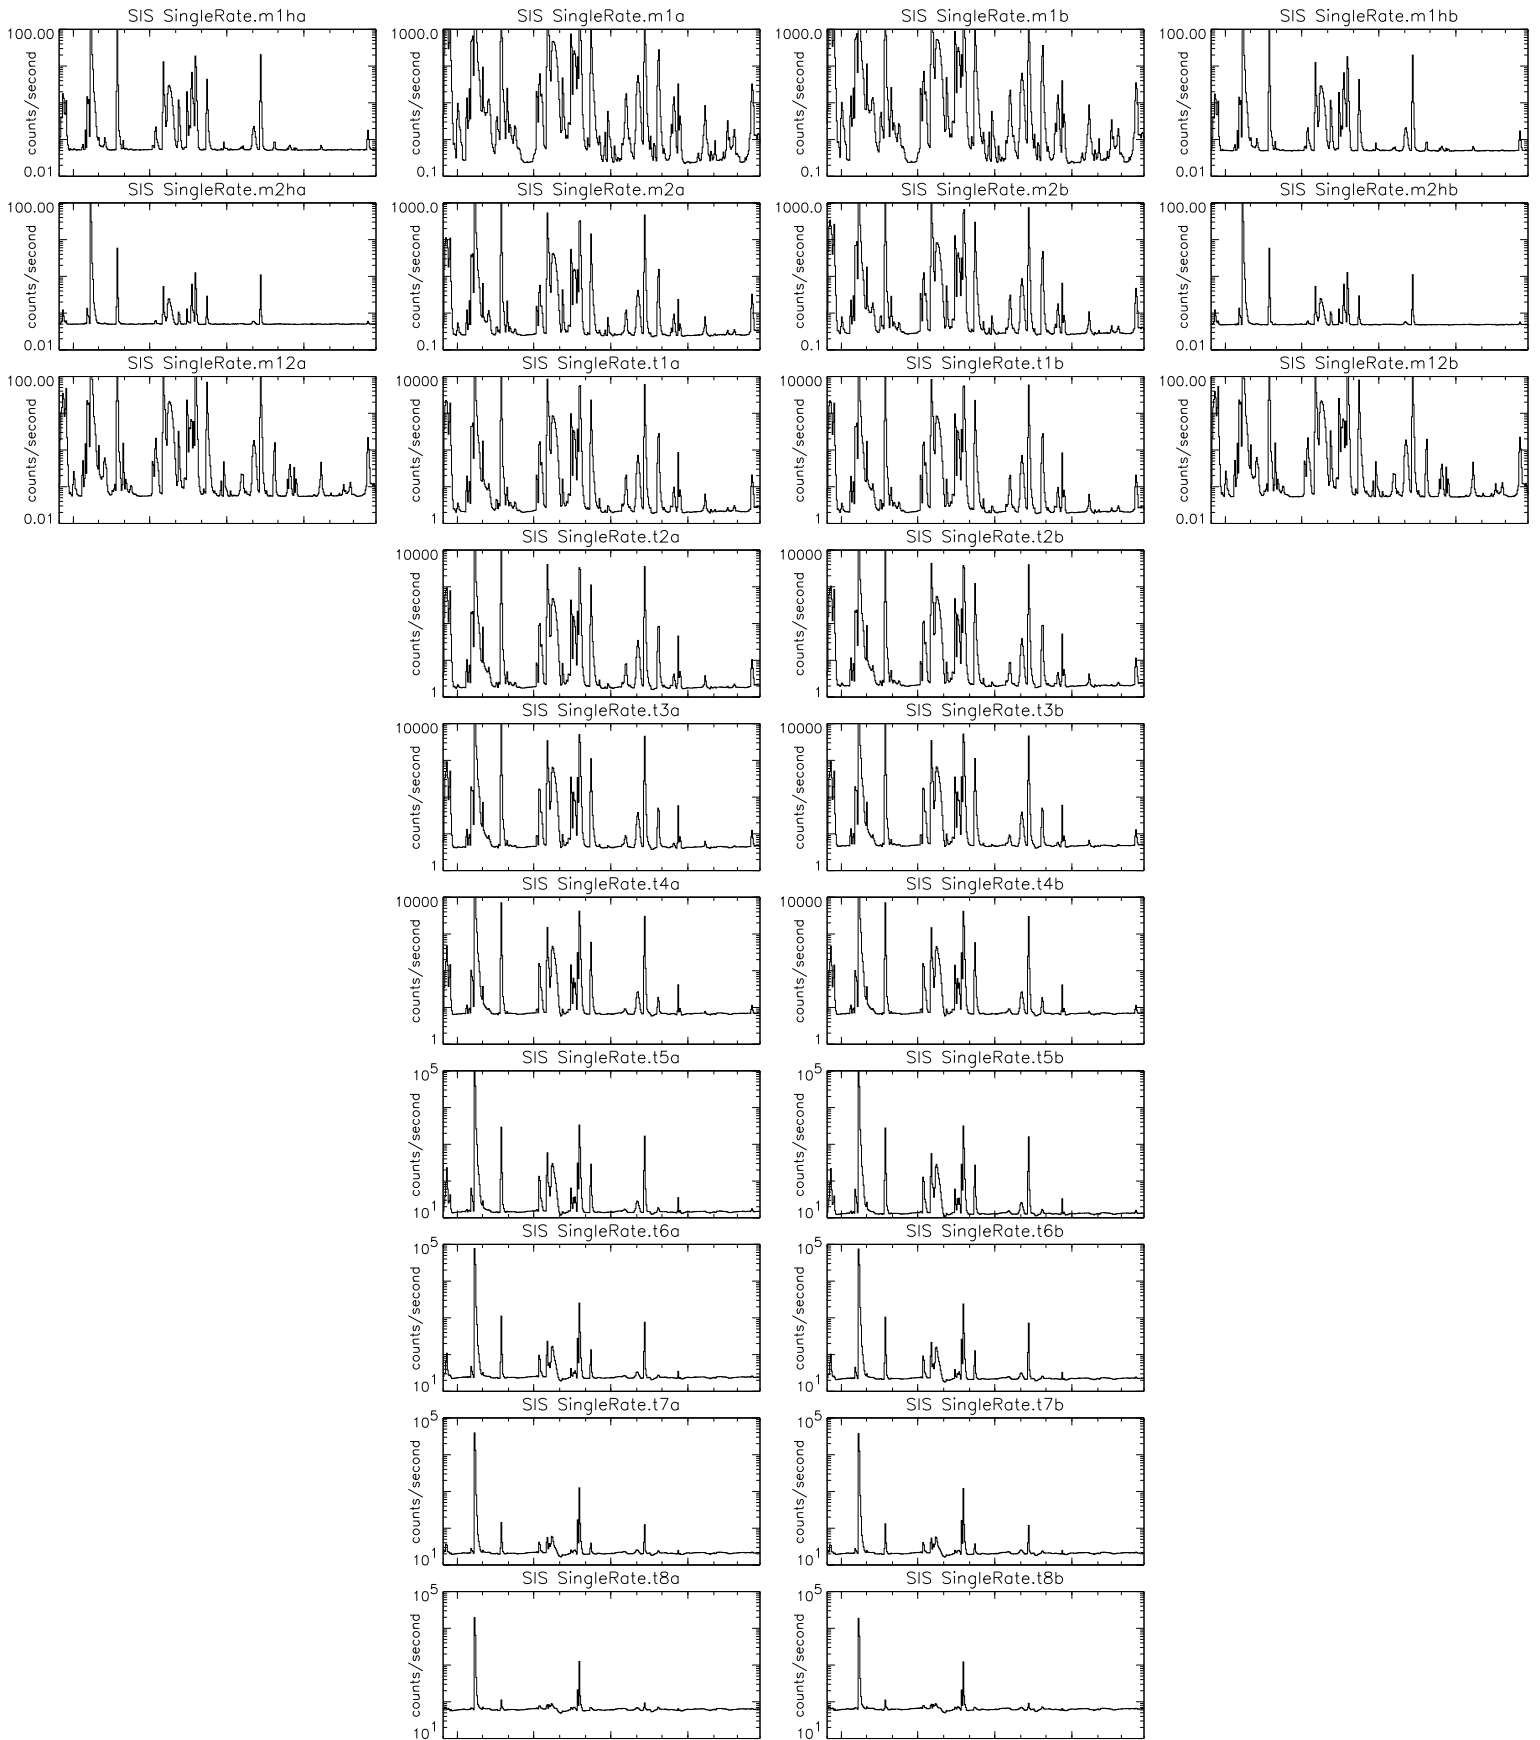 SIS SingleRate.m1ha
SIS SingleRate.m1a
SIS SingleRate.m1b
SIS SingleRate.m1hb
100.00
0.01
counts/second
1000.0
0.1
counts/second
1000.0
0.1
counts/second
100.00
0.01
counts/second
SIS SingleRate.m2ha
SIS SingleRate.m2a
SIS SingleRate.m2b
SIS SingleRate.m2hb
100.00
0.01
counts/second
1000.0
0.1
counts/second
1000.0
0.1
counts/second
100.00
0.01
counts/second
SIS SingleRate.m12a
SIS SingleRate.t1a
SIS SingleRate.t1b
SIS SingleRate.m12b
100.00
0.01
counts/second
10000
1
counts/second
10000
1
counts/second
100.00
0.01
counts/second
SIS SingleRate.t2a
SIS SingleRate.t2b
10000
1
counts/second
10000
1
counts/second
SIS SingleRate.t3a
SIS SingleRate.t3b
10000
1
counts/second
10000
1
counts/second
SIS SingleRate.t4a
SIS SingleRate.t4b
10000
1
counts/second
10000
1
counts/second
SIS SingleRate.t5a
SIS SingleRate.t5b
10^5
10^1
counts/second
10^5
10^1
counts/second
SIS SingleRate.t6a
SIS SingleRate.t6b
10^5
10^1
counts/second
10^5
10^1
counts/second
SIS SingleRate.t7a
SIS SingleRate.t7b
10^5
10^1
counts/second
10^5
10^1
counts/second
SIS SingleRate.t8a
SIS SingleRate.t8b
10^5
10^1
counts/second
10^5
10^1
counts/second